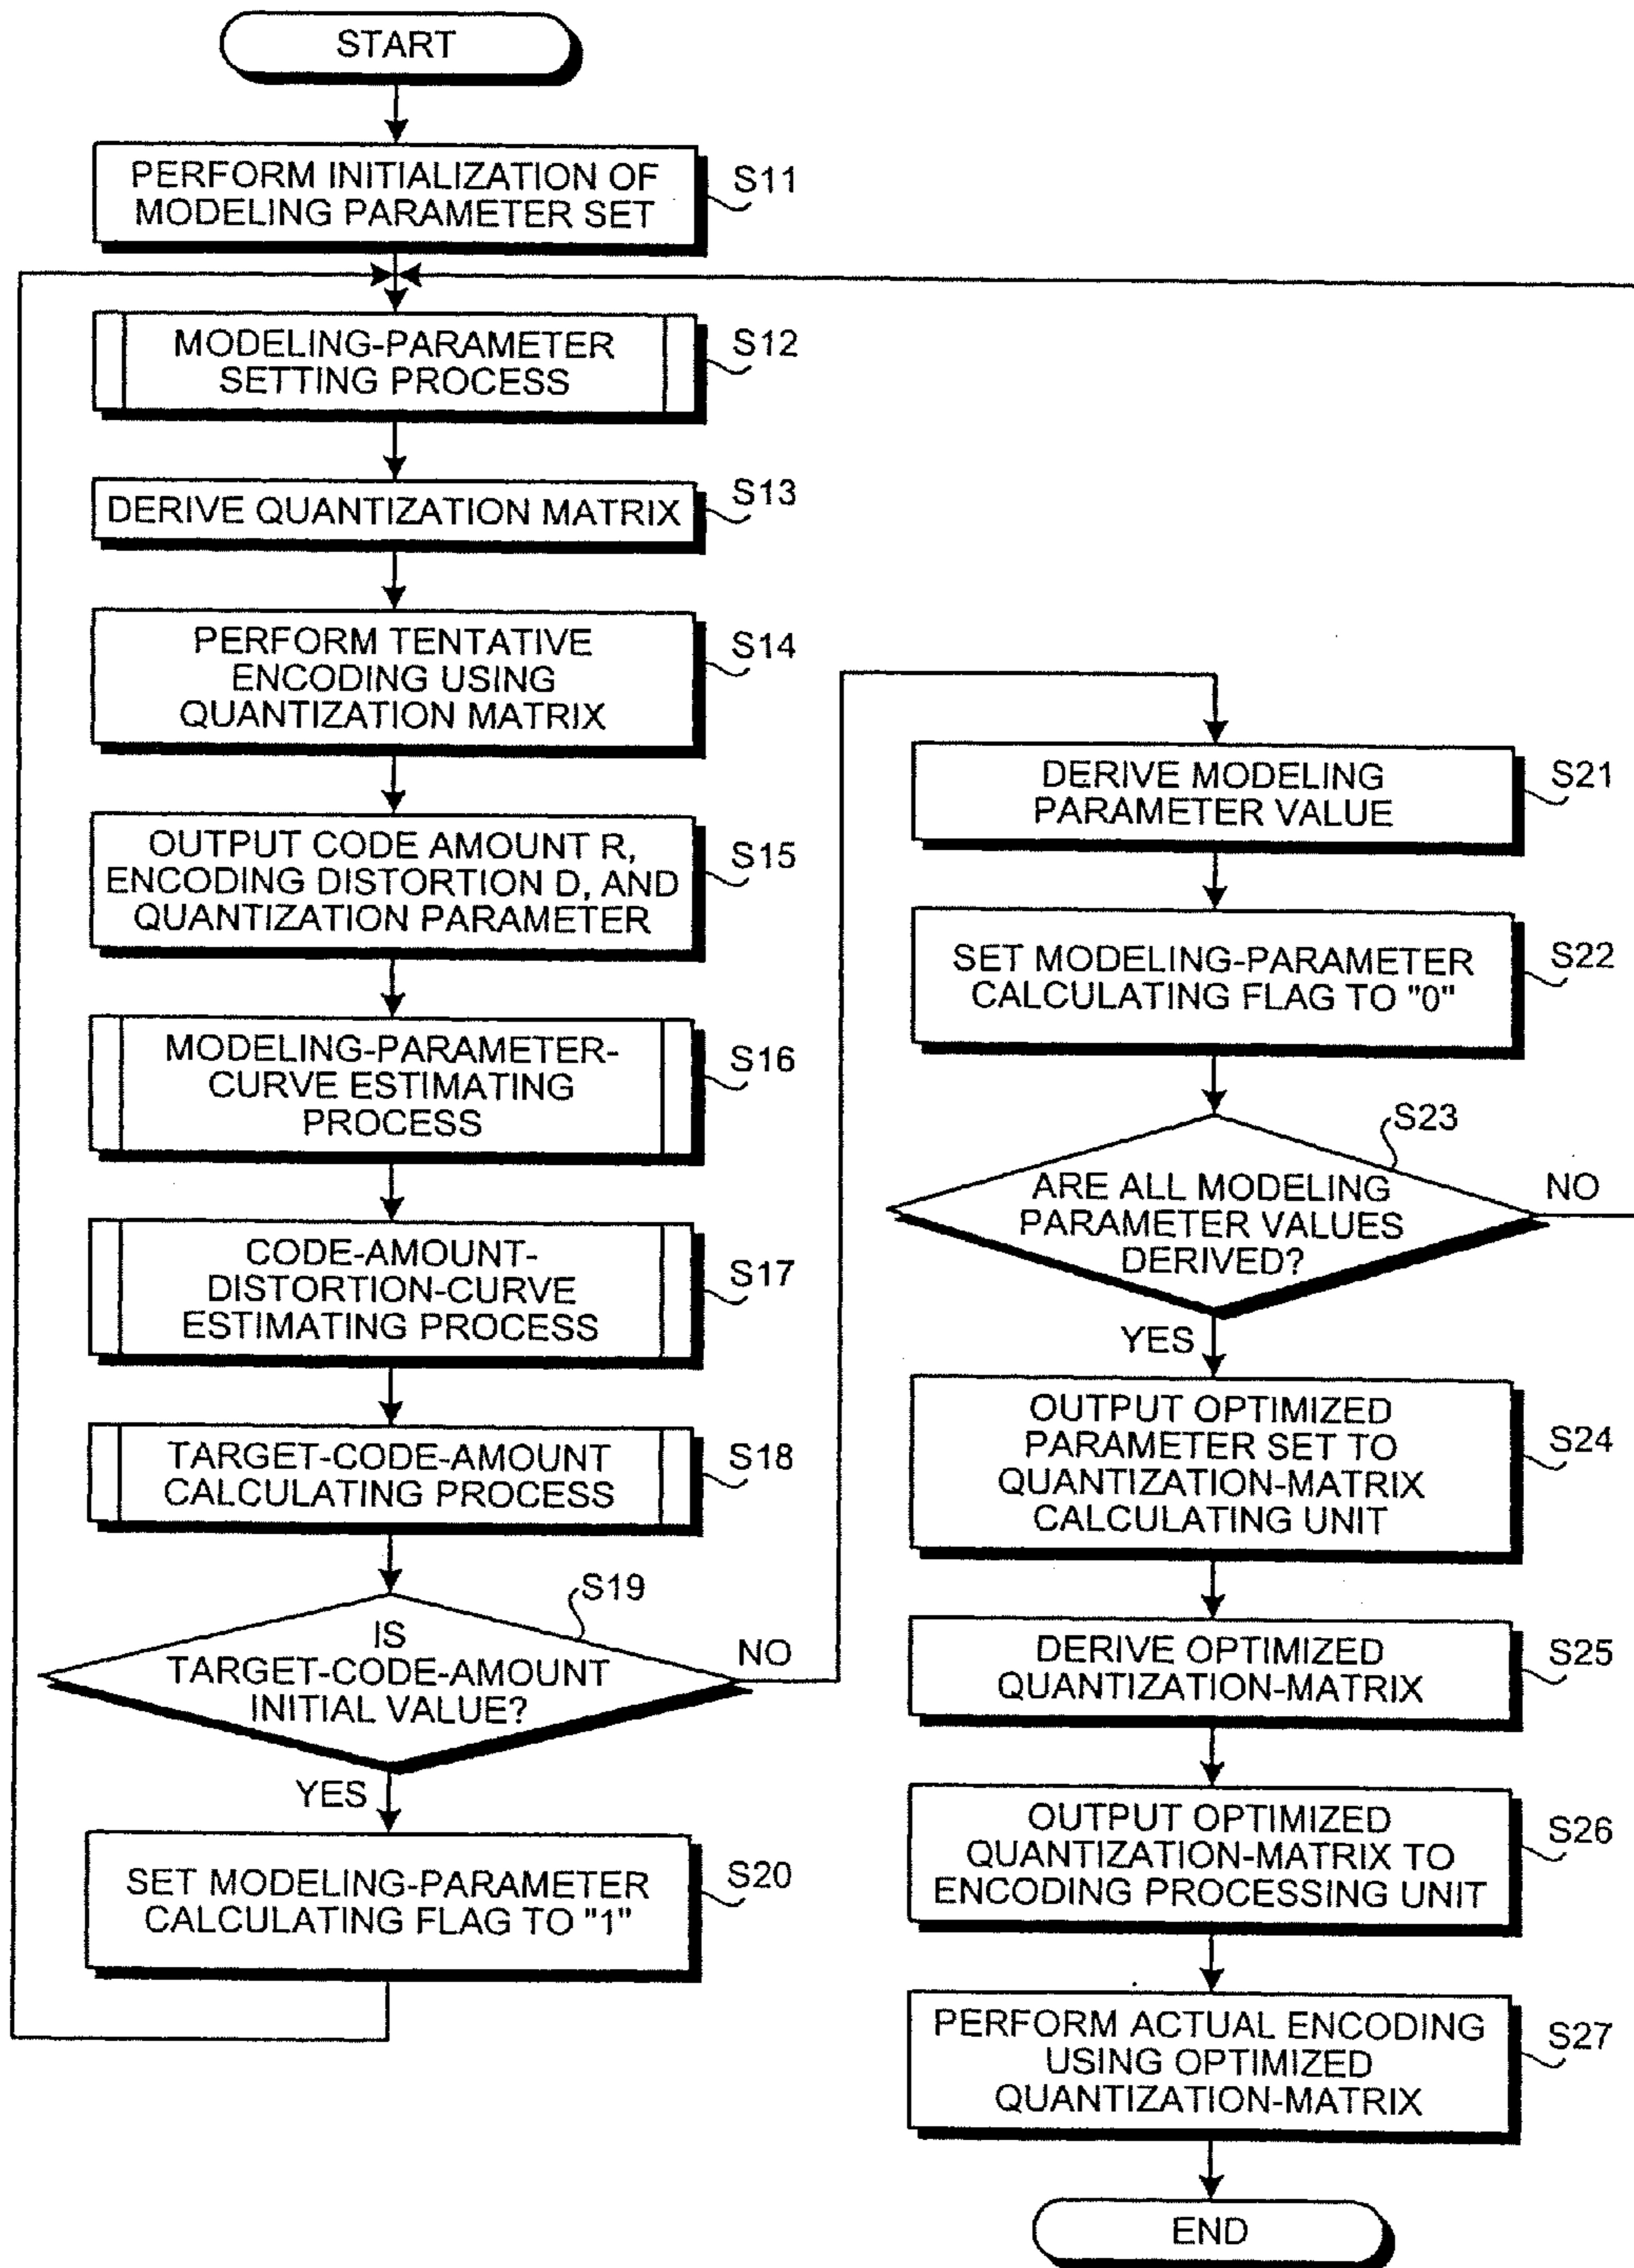 START
PERFORM INITIALIZATION OF
MODELING PARAMETER SET
S11
MODELING-PARAMETER
SETTING PROCESS
S12
DERIVE QUANTIZATION MATRIX
S13
PERFORM TENTATIVE
ENCODING USING
QUANTIZATION MATRIX
S14
OUTPUT CODE AMOUNT R,
ENCODING DISTORTION D, AND
QUANTIZATION PARAMETER
S15
MODELING-PARAMETER-
CURVE ESTIMATING
PROCESS
S16
CODE-AMOUNT-
DISTORTION-CURVE
ESTIMATING PROCESS
S17
TARGET-CODE-AMOUNT
CALCULATING PROCESS
S18
S19
IS
TARGET-CODE-AMOUNT
INITIAL VALUE?
NO
YES
SET MODELING-PARAMETER
CALCULATING FLAG TO "1"
S20
DERIVE MODELING
PARAMETER VALUE
S21
SET MODELING-PARAMETER
CALCULATING FLAG TO "0"
S22
S23
ARE ALL MODELING
PARAMETER VALUES
DERIVED?
NO
YES
OUTPUT OPTIMIZED
PARAMETER SET TO
QUANTIZATION-MATRIX
CALCULATING UNIT
S24
DERIVE OPTIMIZED
QUANTIZATION-MATRIX
S25
OUTPUT OPTIMIZED
QUANTIZATION-MATRIX TO
ENCODING PROCESSING UNIT
S26
PERFORM ACTUAL ENCODING
USING OPTIMIZED
QUANTIZATION-MATRIX
S27
END